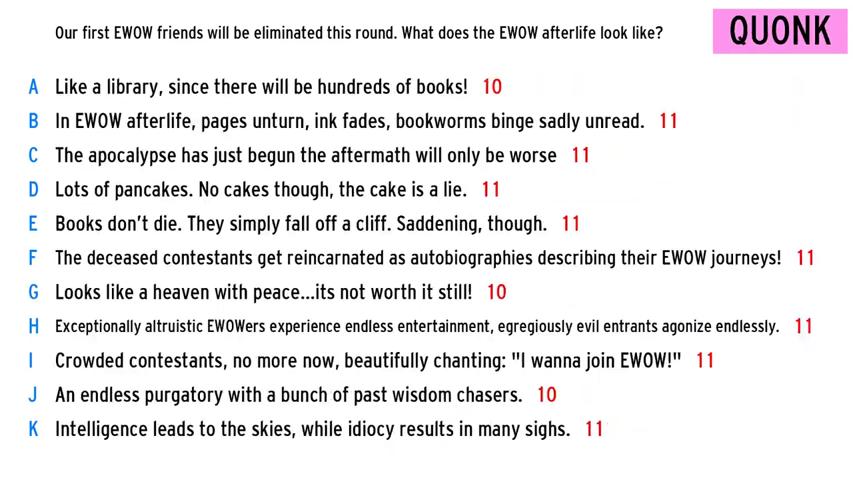 Our first EWOW friends will be eliminated this round. What does the EWOW afterlife look like?
QUONK
A Like a library, since there will be hundreds of books! 10
B In EWOW afterlife, pages unturn, ink fades, bookworms binge sadly unread. 11
C The apocalypse has just begun the aftermath will only be worse 11
D Lots of pancakes. No cakes though, the cake is a lie. 11
E Books don't die. They simply fall off a cliff. Saddening, though. 11
F The deceased contestants get reincarnated as autobiographies describing their EWOW journeys! 11
G Looks like a heaven with peace...its not worth it still! 10
H Exceptionally altruistic EWOWers experience endless entertainment, egregiously evil entrants agonize endlessly. 11
I Crowded contestants, no more now, beautifully chanting: "I wanna join EWOW!" 11
J An endless purgatory with a bunch of past wisdom chasers. 10
K Intelligence leads to the skies, while idiocy results in many sighs. 11